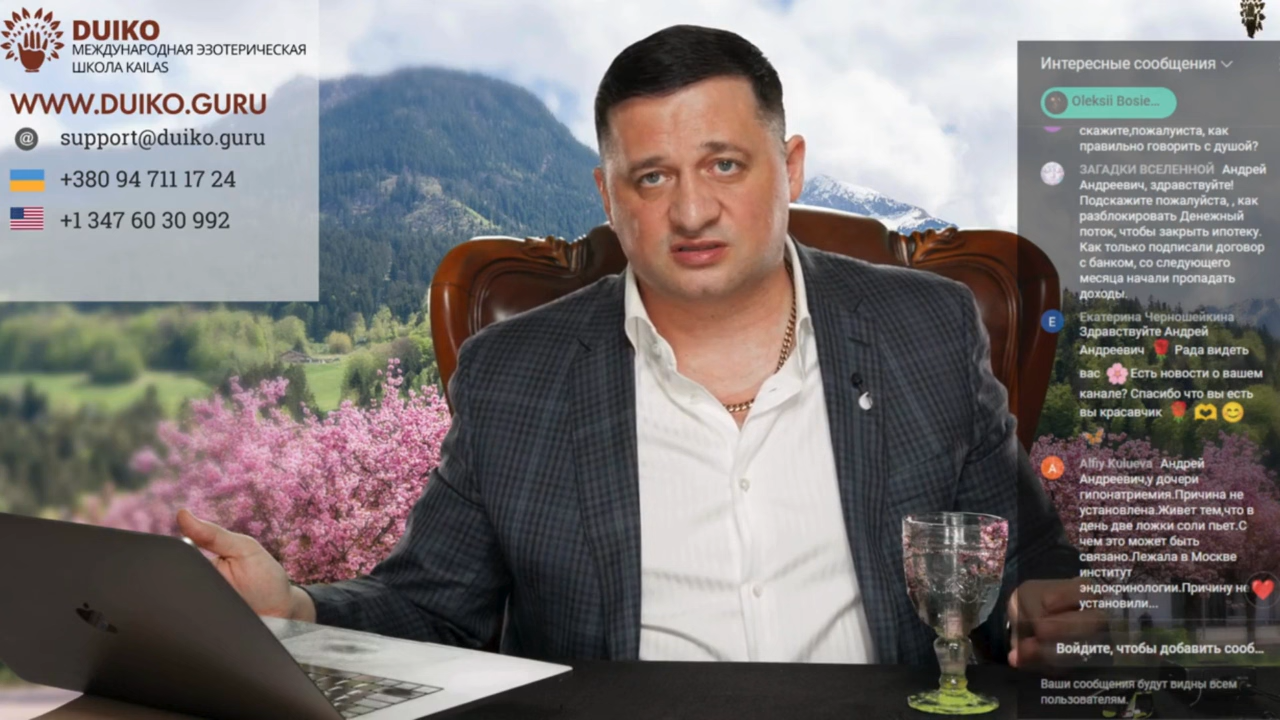 DUIKO
МЕЖДУНАРОДНАЯ ЭЗОТЕРИЧЕСКАЯ
ШКОЛА KAILAS
WWW.DUIKO.GURU
@ support@duiko.guru
+380 94 711 17 24
+1 347 60 30 992
Интересные сообщения
Oleksii Bosie...
скажите,пожалуиста, как
правильно говорить с душой?
ЗАГАДКИ ВСЕЛЕННОЙ Андрей
Андреевич, здравствуйте!
Подскажите пожалуиста, , как
разблокировать Денежный
поток, чтобы закрыть ипотеку.
Как только подписали договор
с банком, со следующего
месяца начали пропадать
доходы.
Е Екатерина Черношейкина
Здравствуйте Андрей
Андреевич 🌹 Рада видеть
вас 🌸 Есть новости о вашем
канале? Спасибо что вы есть
вы красавчик 🌹 🫶 😊
🦋
A Alfiy Kulueva Андрей
Андреевич,у дочери
гипонатриемия.Причина не
установлена.Живет тем,что в
день две ложки соли пьет.С
чем это может быть
связано.Лежала в Москве
институт
эндокринологии.Причину не
установили...
Войдите, чтобы добавить сооб...
Ваши сообщения будут видны всем
пользователям.